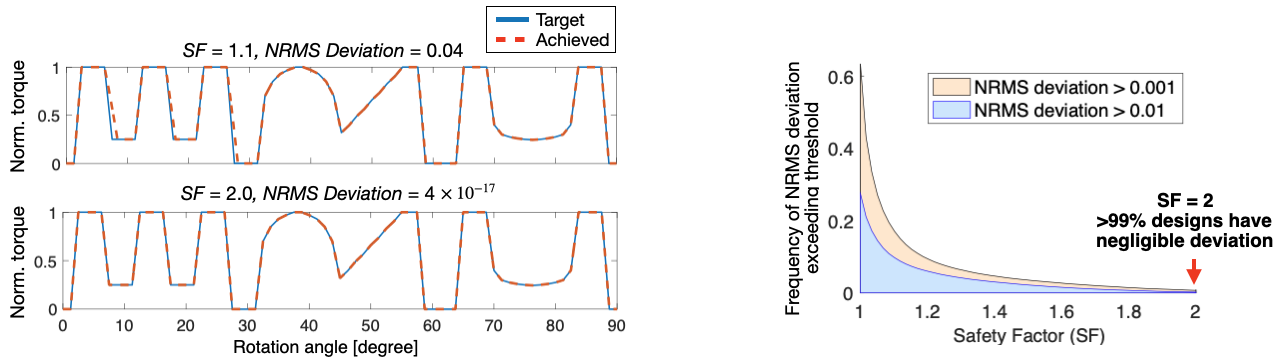 Target
Achieved
SF = 1.1, NRMS Deviation = 0.04
Norm. torque
1
0.5
0
SF = 2.0, NRMS Deviation = 4 × 10⁻¹⁷
Norm. torque
1
0.5
0
0 10 20 30 40 50 60 70 80 90
Rotation angle [degree]
Frequency of NRMS deviation
exceeding threshold
0.6
0.4
0.2
0
NRMS deviation > 0.001
NRMS deviation > 0.01
SF = 2
>99% designs have
negligible deviation
1 1.2 1.4 1.6 1.8 2
Safety Factor (SF)